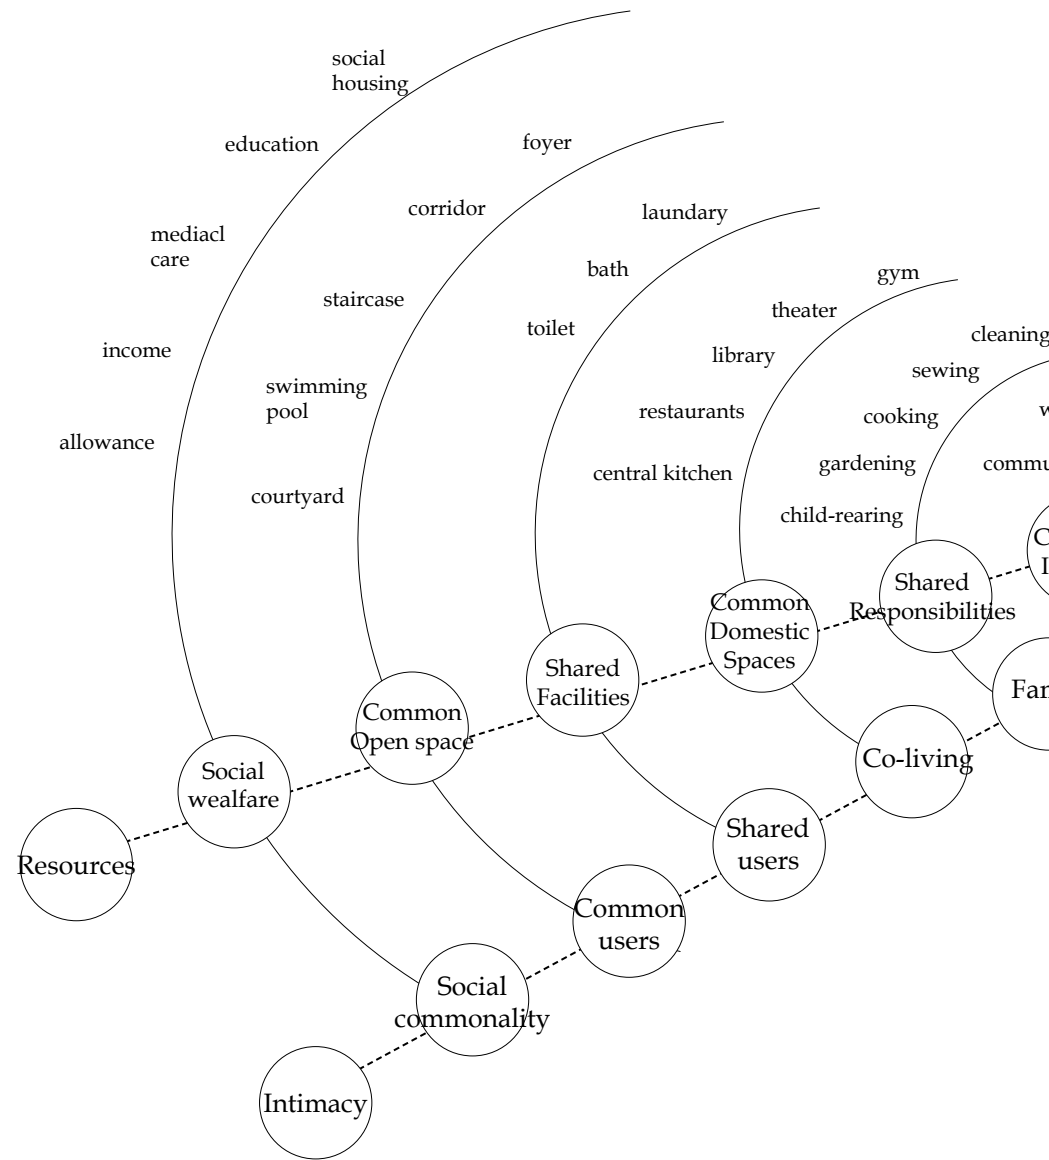 social
housing
education
foyer
corridor
laundary
mediacl
care
bath
gym
staircase
theater
toilet
cleaning
income
library
sewing
swimming
pool
restaurants
cooking
allowance
central kitchen
gardening
courtyard
child-rearing
Shared
Responsibilities
Common
Domestic
Spaces
Shared
Facilities
Common
Open space
Social
wealfare
Resources
Co-living
Shared
users
Common
users
Social
commonality
Intimacy